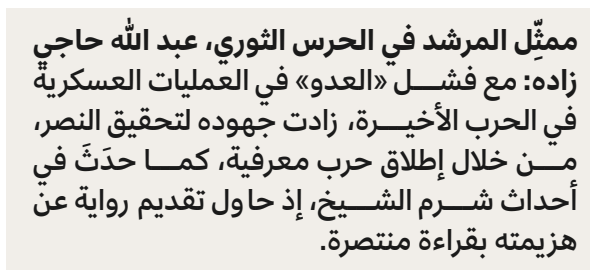 ممثِّل المرشد في الحرس الثوري، عبد الله حاجي
زاده: مع فشل «العدو» في العمليات العسكرية
في الحرب الأخيرة، زادت جهوده لتحقيق النصر،
من خلال إطلاق حرب معرفية، كما حدَثَ في
أحداث شرم الشيخ، إذ حاول تقديم رواية عن
هزيمته بقراءة منتصرة.